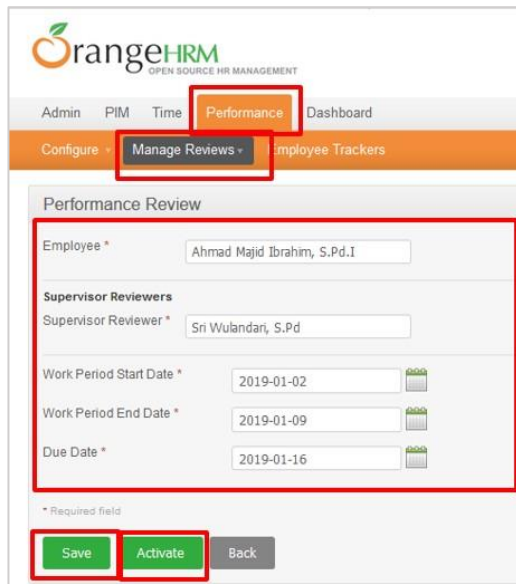 OrangeHRM
OPEN SOURCE HR MANAGEMENT
Admin PIM Time Performance Dashboard
Configure Manage Reviews Employee Trackers
Performance Review
Employee * Ahmad Majid Ibrahim, S.Pd.I
Supervisor Reviewers
Supervisor Reviewer * Sri Wulandari, S.Pd
Work Period Start Date * 2019-01-02
Work Period End Date * 2019-01-09
Due Date * 2019-01-16
* Required field
Save Activate Back